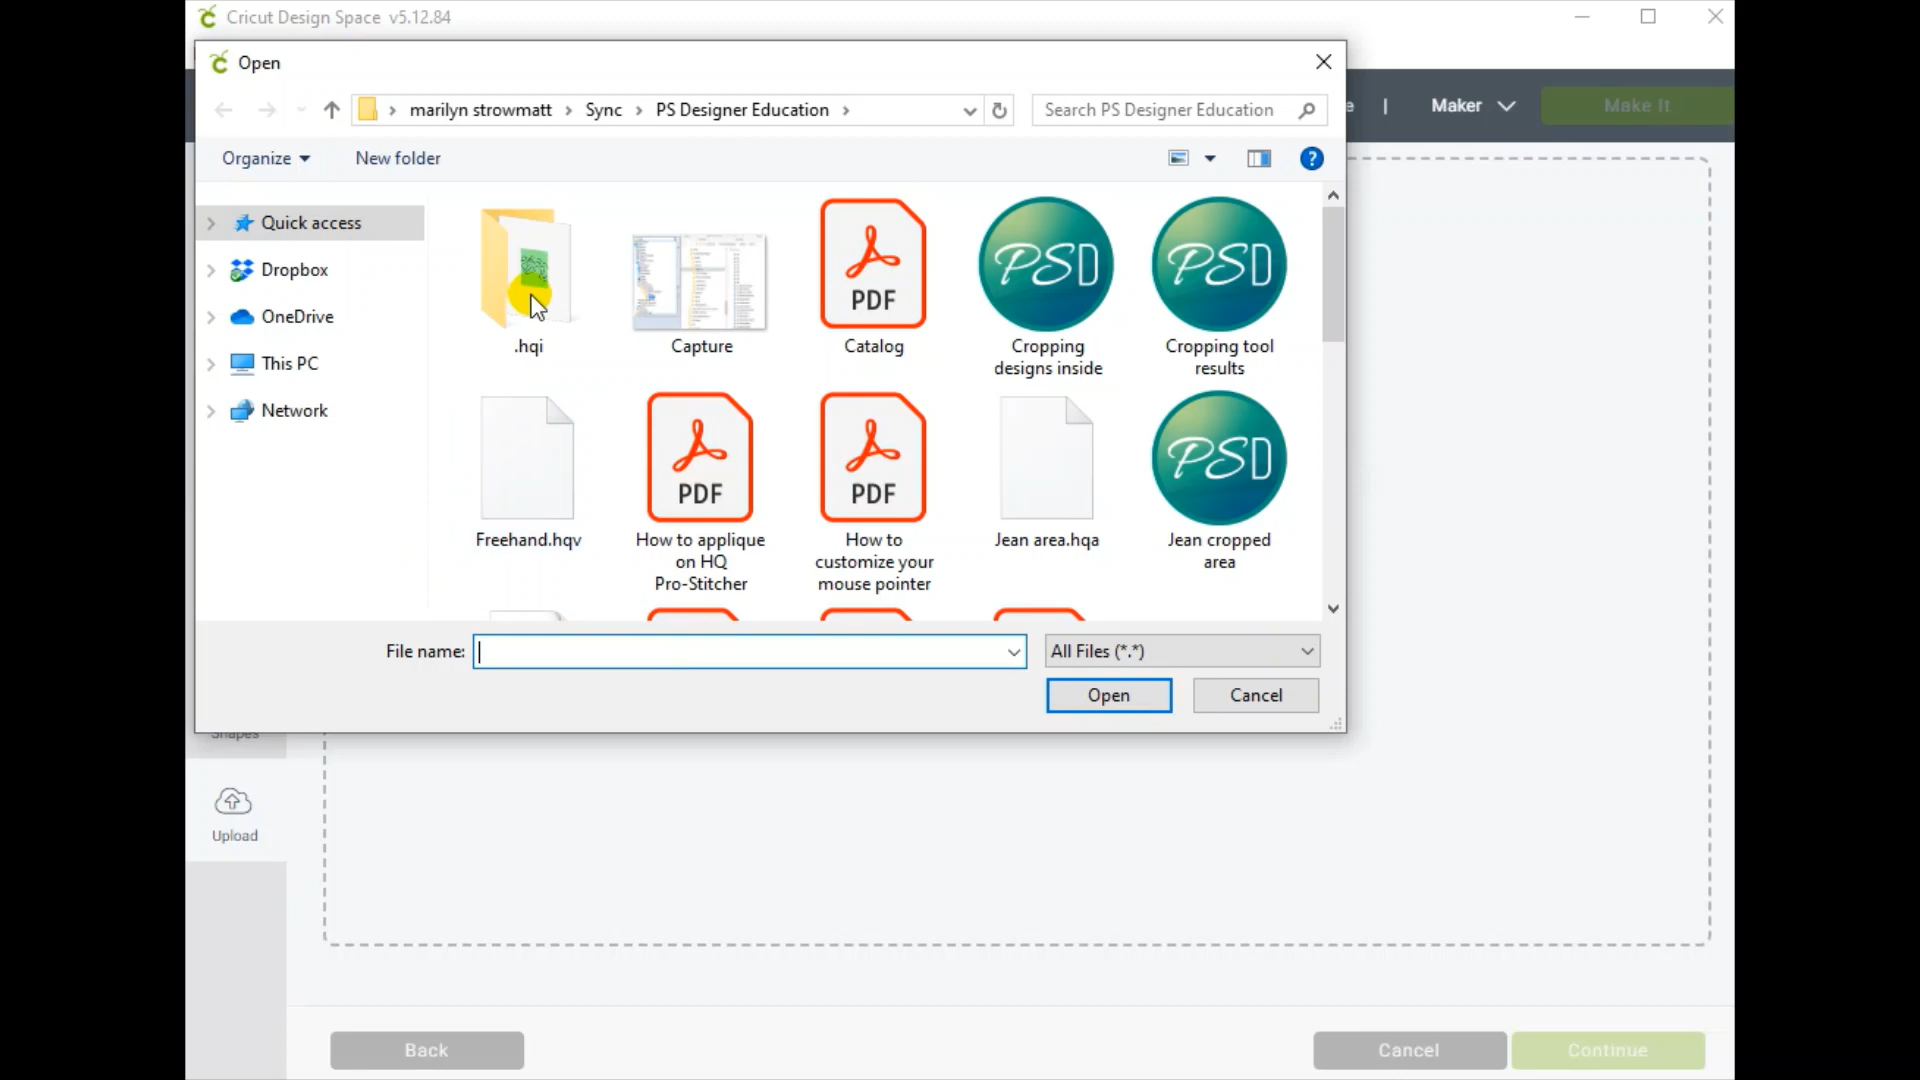 Cricut Design Space v5.12.84
Open
marilyn strowmatt
Sync
PS Designer Education
Search PS Designer Education
e
|
Maker
Make It
Organize
New folder
?
Quick access
Dropbox
OneDrive
This PC
Network
PDF
PSD
PSD
.hqi
Capture
Catalog
Cropping
designs inside
Cropping tool
results
PDF
PDF
PSD
Freehand.hqv
How to applique
on HQ
Pro-Stitcher
How to
customize your
mouse pointer
Jean area.hqa
Jean cropped
area
File name:
All Files (*.*)
Open
Cancel
Shapes
Upload
Back
Cancel
Continue